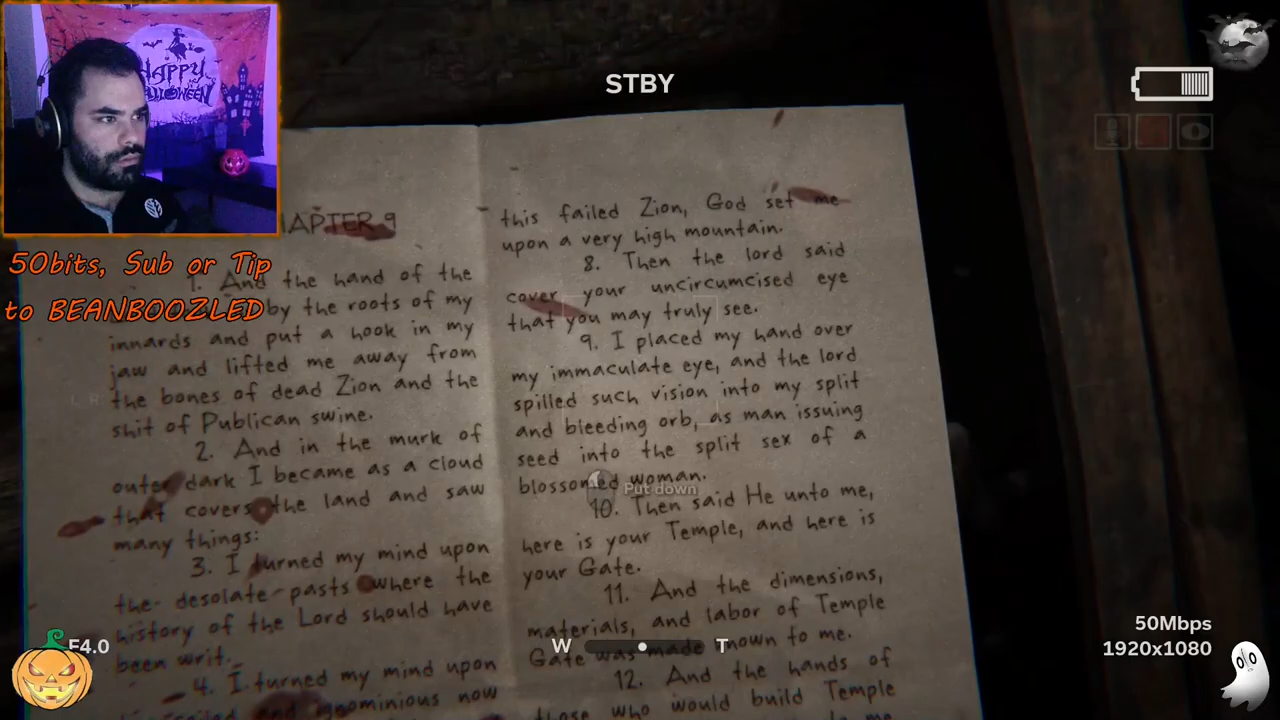 HAPPY
HALLOWEEN
50bits, Sub or Tip
to BEANBOOZLED
STBY
APTER 9
1. And the hand of the
by the roots of my
innards and put a hook in my
jaw and lifted me away from
the bones of dead Zion and the
shit of Publican swine.
2. And in the murk of
outer dark I became as a cloud
that covers the land and saw
many things:
3. I turned my mind upon
the desolate pasts where the
history of the Lord should have
been writ.
4. I turned my mind upon
ignominious now
this failed Zion, God set me
upon a very high mountain.
8. Then the lord said
cover your uncircumcised eye
that you may truly see.
9. I placed my hand over
my immaculate eye, and the lord
spilled such vision into my split
and bleeding orb, as man issuing
seed into the split sex of a
blossomed woman.
Put down
10. Then said He unto me,
here is your Temple, and here is
your Gate.
11. And the dimensions,
materials, and labor of Temple
Gate was made known to me.
12. And the hands of
those who would build Temple
F4.0
W
T
50Mbps
1920x1080